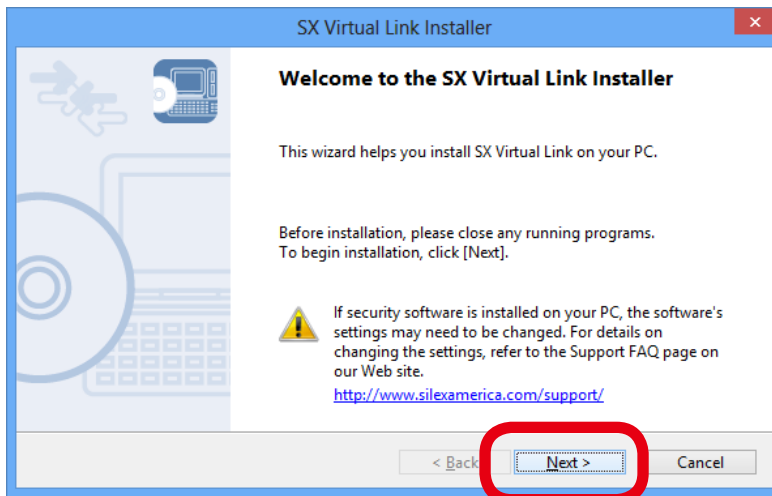 SX Virtual Link Installer
Welcome to the SX Virtual Link Installer
This wizard helps you install SX Virtual Link on your PC.
Before installation, please close any running programs.
To begin installation, click [Next].
If security software is installed on your PC, the software's
settings may need to be changed. For details on
changing the settings, refer to the Support FAQ page on
our Web site.
http://www.silexamerica.com/support/
< Back
Next >
Cancel